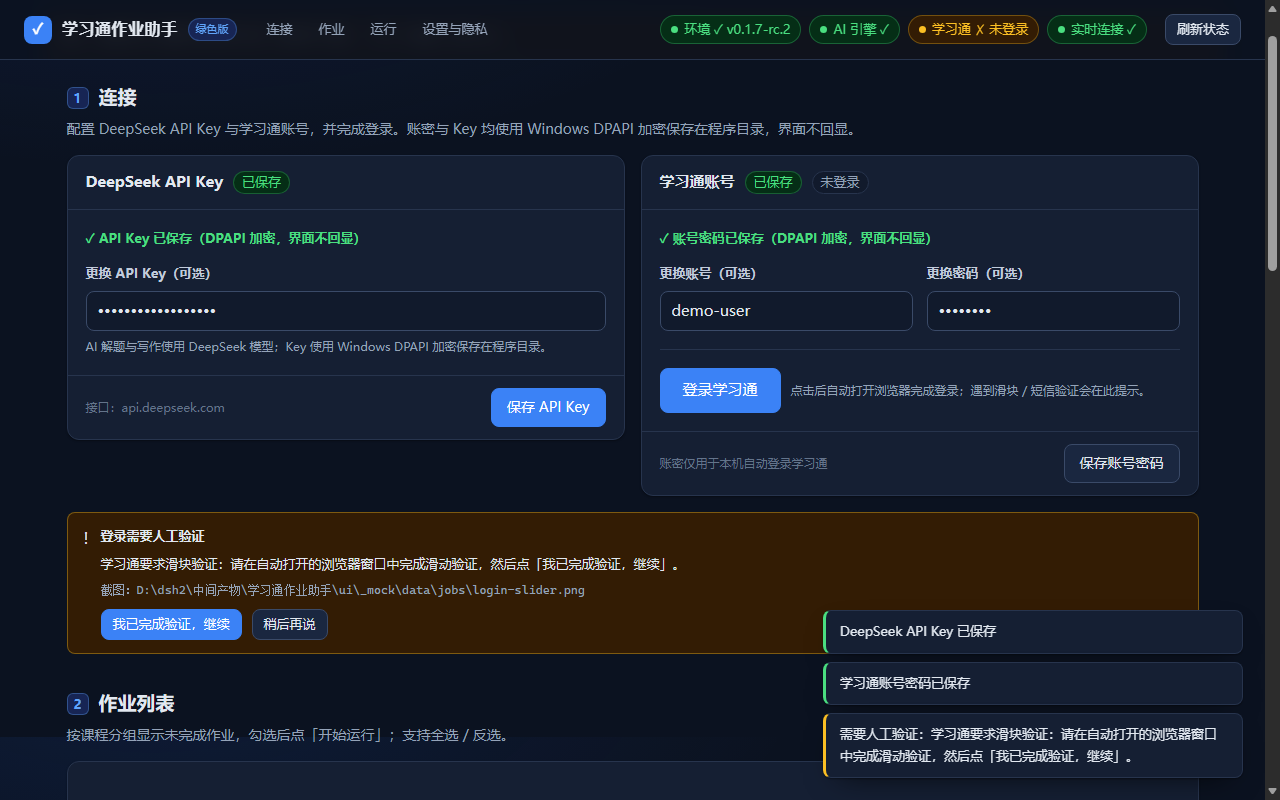 学习通作业助手 绿色版 连接 作业 运行 设置与隐私 环境 ✓ v0.1.7-rc.2 AI 引擎 ✓ 学习通 ✗ 未登录 实时连接 ✓ 刷新状态
1 连接
配置 DeepSeek API Key 与学习通账号，并完成登录。账密与 Key 均使用 Windows DPAPI 加密保存在程序目录，界面不回显。
DeepSeek API Key 已保存
✓ API Key 已保存（DPAPI 加密，界面不回显）
更换 API Key（可选）
••••••••••••••••••
AI 解题与写作使用 DeepSeek 模型；Key 使用 Windows DPAPI 加密保存在程序目录。
接口：api.deepseek.com 保存 API Key
学习通账号 已保存 未登录
✓ 账号密码已保存（DPAPI 加密，界面不回显）
更换账号（可选） 更换密码（可选）
demo-user ••••••••
登录学习通 点击后自动打开浏览器完成登录；遇到滑块 / 短信验证会在此提示。
账密仅用于本机自动登录学习通 保存账号密码
! 登录需要人工验证
学习通要求滑块验证：请在自动打开的浏览器窗口中完成滑动验证，然后点「我已完成验证，继续」。
截图：D:\dsh2\中间产物\学习通作业助手\ui\_mock\data\jobs\login-slider.png
我已完成验证，继续 稍后再说
2 作业列表
按课程分组显示未完成作业，勾选后点「开始运行」；支持全选 / 反选。
DeepSeek API Key 已保存
学习通账号密码已保存
需要人工验证：学习通要求滑块验证：请在自动打开的浏览器窗口
中完成滑动验证，然后点「我已完成验证，继续」。